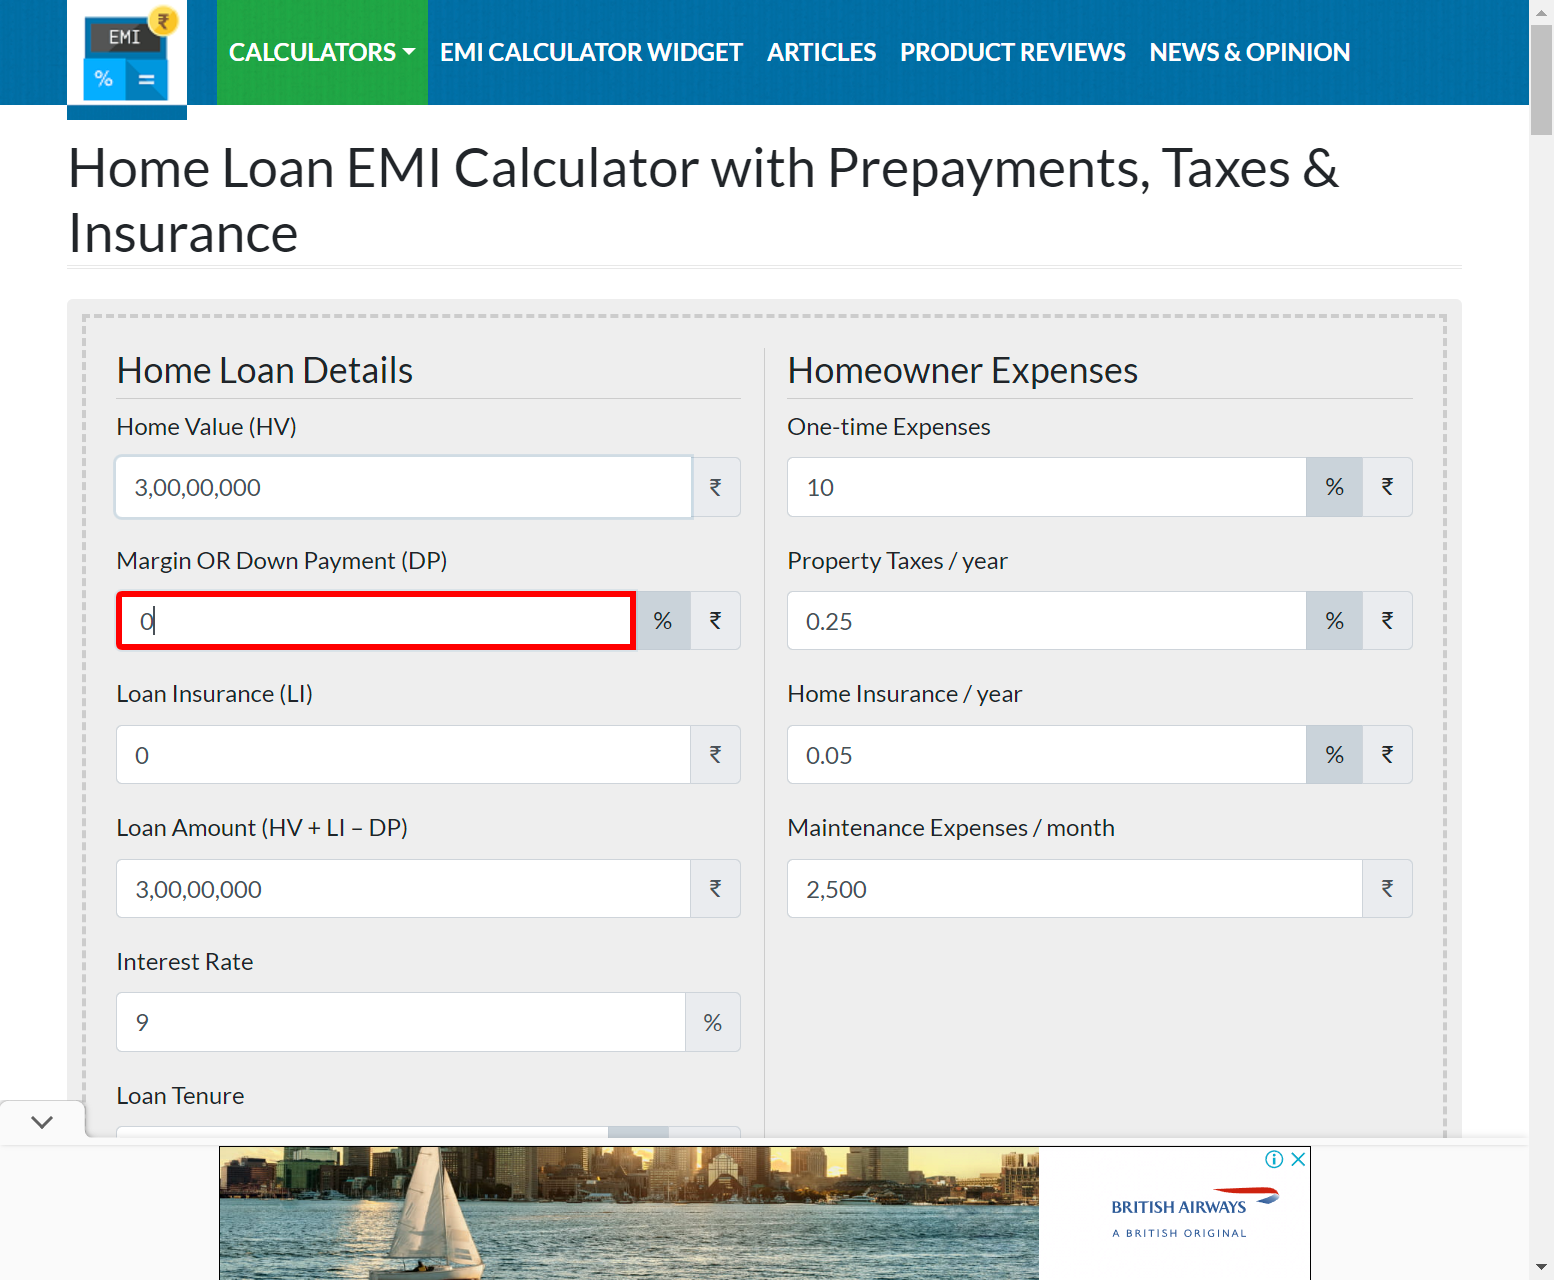 EMI
₹
%
=
CALCULATORS
EMI CALCULATOR WIDGET
ARTICLES
PRODUCT REVIEWS
NEWS & OPINION
Home Loan EMI Calculator with Prepayments, Taxes &
Insurance
Home Loan Details
Home Value (HV)
3,00,00,000
₹
Margin OR Down Payment (DP)
0
%
₹
Loan Insurance (LI)
0
₹
Loan Amount (HV + LI – DP)
3,00,00,000
₹
Interest Rate
9
%
Loan Tenure
Homeowner Expenses
One-time Expenses
10
%
₹
Property Taxes / year
0.25
%
₹
Home Insurance / year
0.05
%
₹
Maintenance Expenses / month
2,500
₹
BRITISH AIRWAYS
A BRITISH ORIGINAL